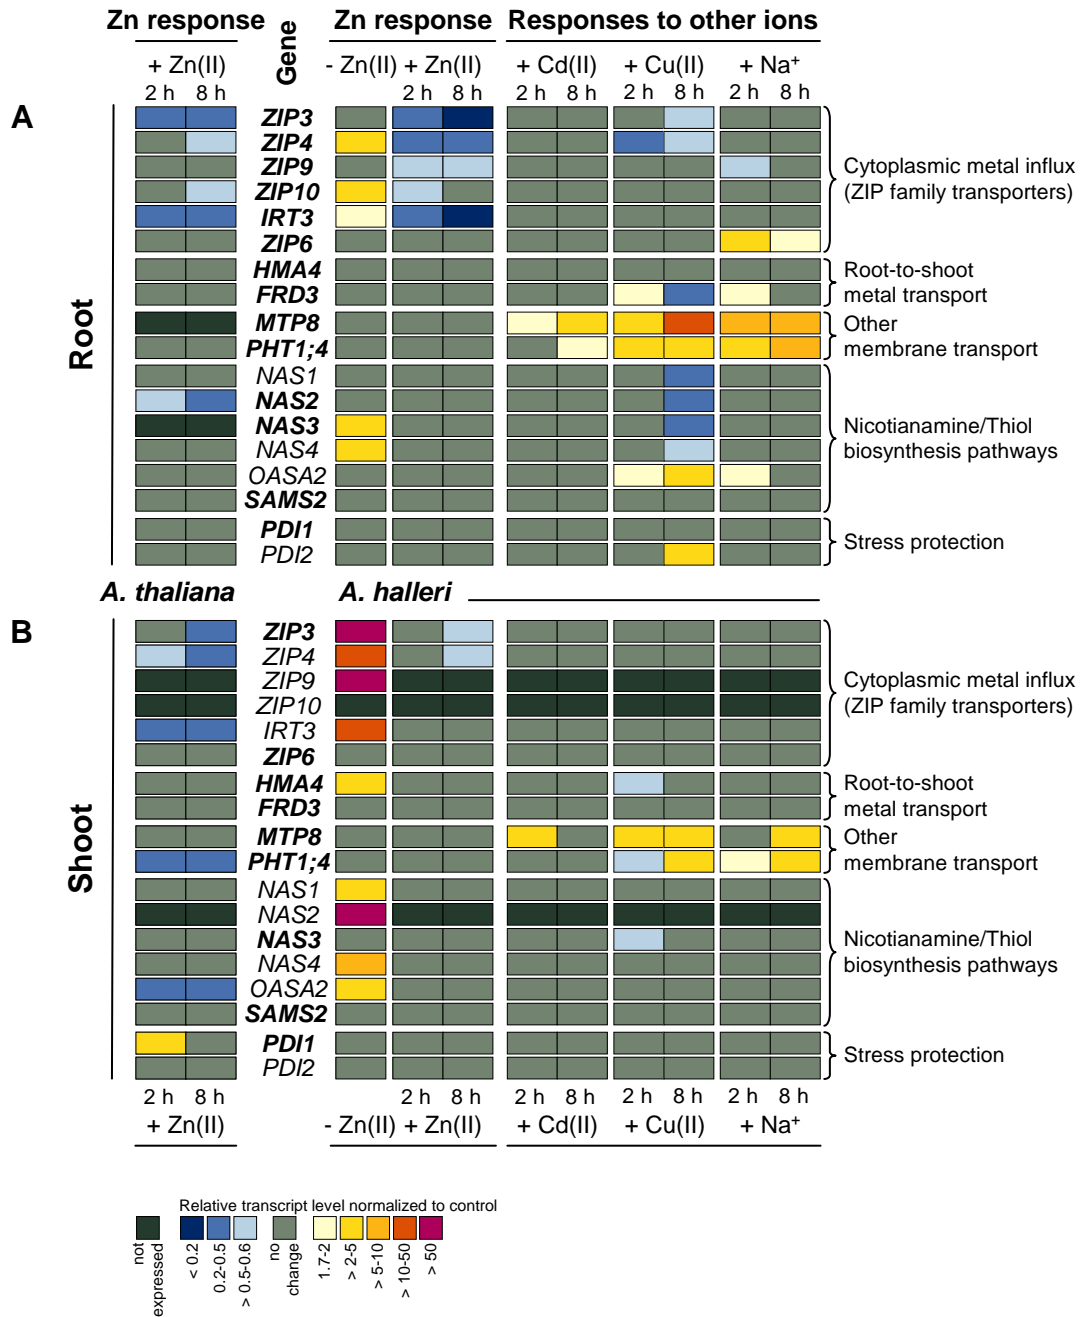 Zn response
Gene
Zn response
Responses to other ions
+ Zn(II)
- Zn(II) + Zn(II)
+ Cd(II)
+ Cu(II)
+ Na+
2 h 8 h
2 h 8 h
2 h 8 h
2 h 8 h
2 h 8 h
A
Root
ZIP3
ZIP4
ZIP9
ZIP10
IRT3
ZIP6
HMA4
FRD3
MTP8
PHT1;4
NAS1
NAS2
NAS3
NAS4
OASA2
SAMS2
PDI1
PDI2
Cytoplasmic metal influx
(ZIP family transporters)
Root-to-shoot
metal transport
Other
membrane transport
Nicotianamine/Thiol
biosynthesis pathways
Stress protection
A. thaliana
A. halleri
B
Shoot
ZIP3
ZIP4
ZIP9
ZIP10
IRT3
ZIP6
HMA4
FRD3
MTP8
PHT1;4
NAS1
NAS2
NAS3
NAS4
OASA2
SAMS2
PDI1
PDI2
Cytoplasmic metal influx
(ZIP family transporters)
Root-to-shoot
metal transport
Other
membrane transport
Nicotianamine/Thiol
biosynthesis pathways
Stress protection
2 h 8 h
2 h 8 h
2 h 8 h
2 h 8 h
2 h 8 h
+ Zn(II)
- Zn(II) + Zn(II)
+ Cd(II)
+ Cu(II)
+ Na+
Relative transcript level normalized to control
not
expressed
< 0.2
0.2-0.5
> 0.5-0.6
no
change
1.7-2
> 2-5
> 5-10
> 10-50
> 50